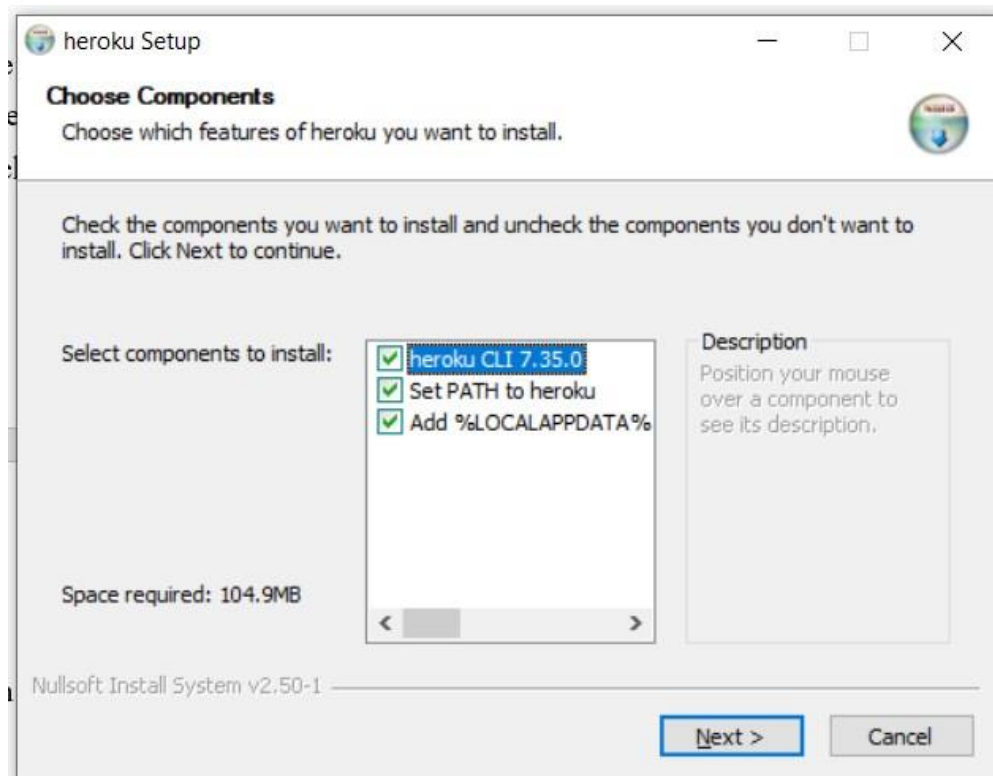 heroku Setup
Choose Components
Choose which features of heroku you want to install.
Check the components you want to install and uncheck the components you don't want to
install. Click Next to continue.
Select components to install:
heroku CLI 7.35.0
Set PATH to heroku
Add %LOCALAPPDATA%
Description
Position your mouse
over a component to
see its description.
Space required: 104.9MB
Nullsoft Install System v2.50-1
Next >
Cancel